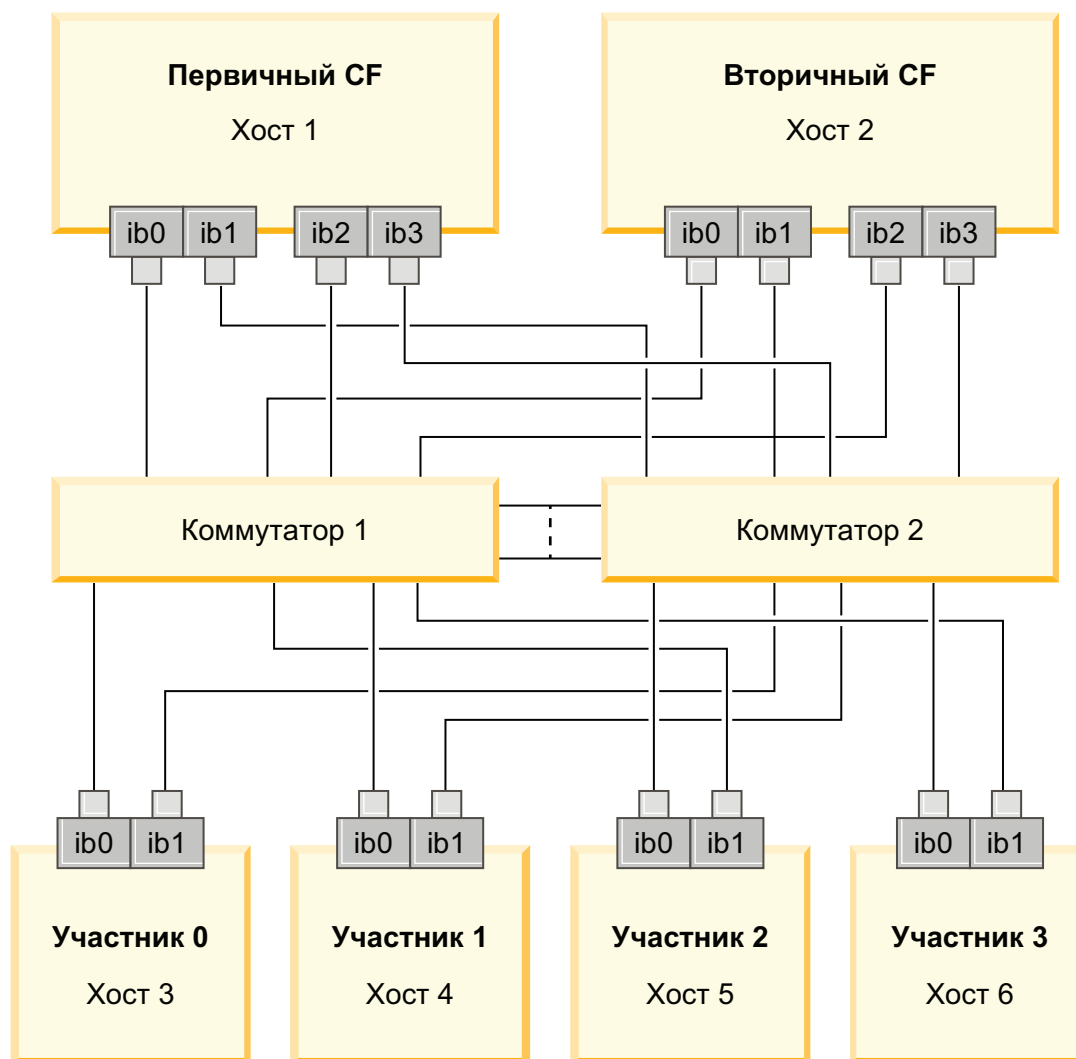 Первичный CF
Хост 1
Вторичный CF
Хост 2
ib0 ib1 ib2 ib3
ib0 ib1 ib2 ib3
Коммутатор 1
Коммутатор 2
ib0 ib1
ib0 ib1
ib0 ib1
ib0 ib1
Участник 0
Хост 3
Участник 1
Хост 4
Участник 2
Хост 5
Участник 3
Хост 6